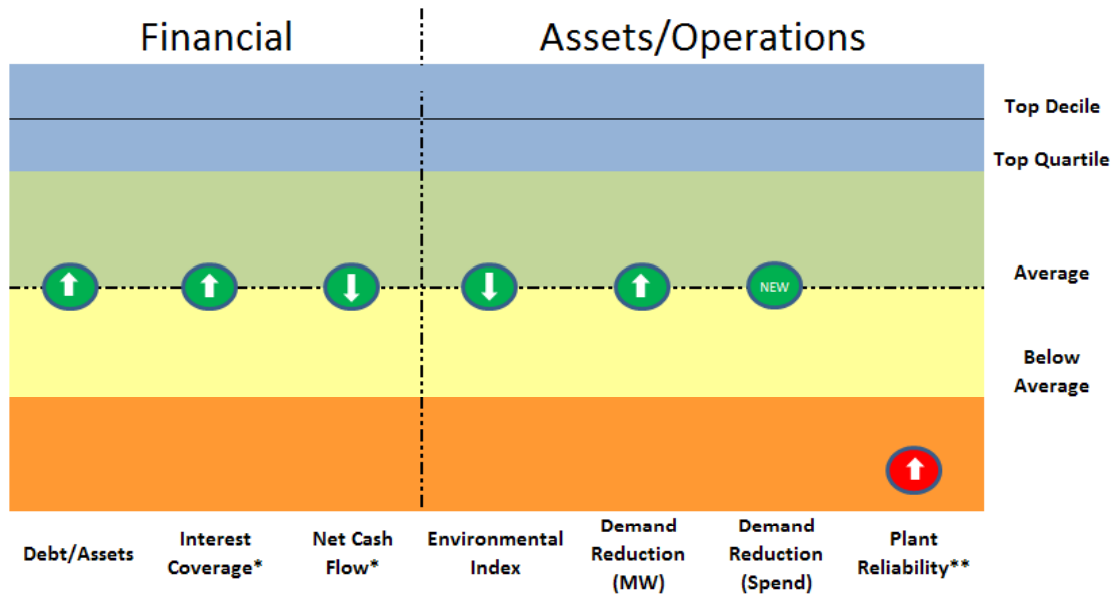 Financial
Assets/Operations
Top Decile
Top Quartile
Average
NEW
Below
Average
Debt/Assets
Interest
Coverage*
Net Cash
Flow*
Environmental
Index
Demand
Reduction
(MW)
Demand
Reduction
(Spend)
Plant
Reliability**